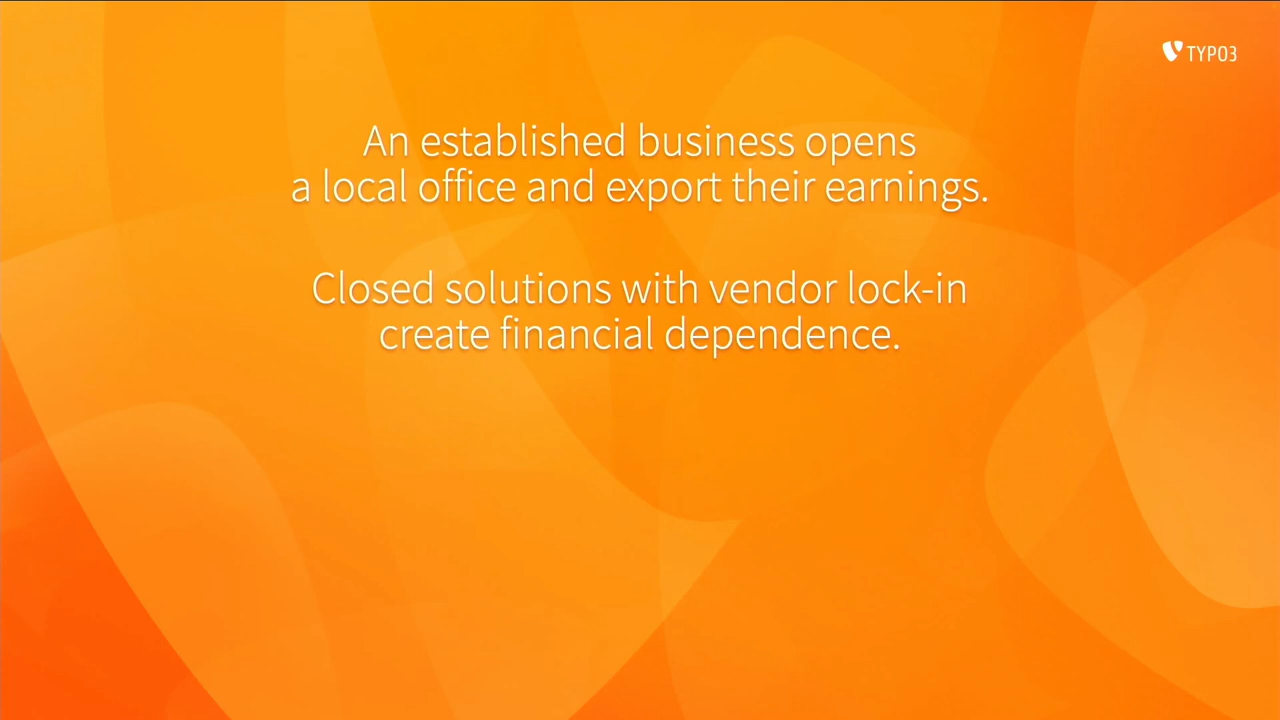 TYPO3
An established business opens
a local office and export their earnings.
Closed solutions with vendor lock-in
create financial dependence.